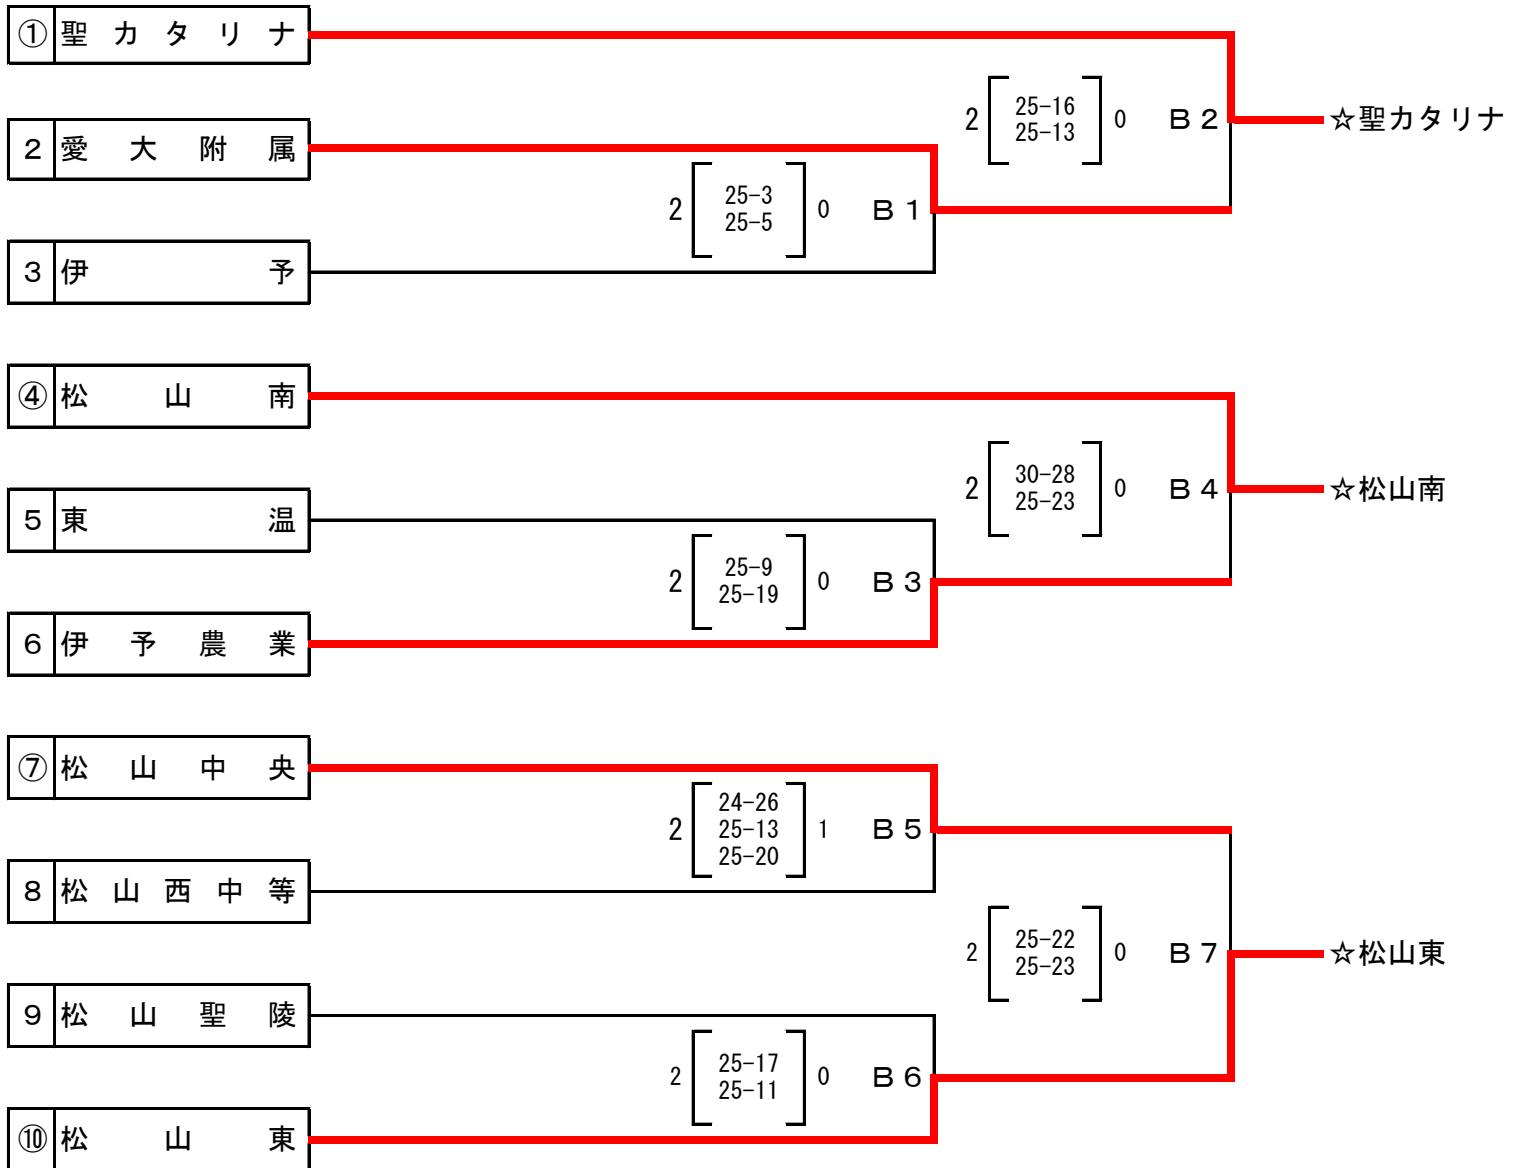 ① 聖カタリナ
2 25-16 0 B2 ☆聖カタリナ
25-13
2 愛大附属
2 25-3 0 B1
25-5
3 伊予
④ 松山南
2 30-28 0 B4 ☆松山南
25-23
5 東温
2 25-9 0 B3
25-19
6 伊予農業
⑦ 松山中央
24-26
2 25-13 1 B5
25-20
8 松山西中等
2 25-22 0 B7 ☆松山東
25-23
9 松山聖陵
2 25-17 0 B6
25-11
⑩ 松山東